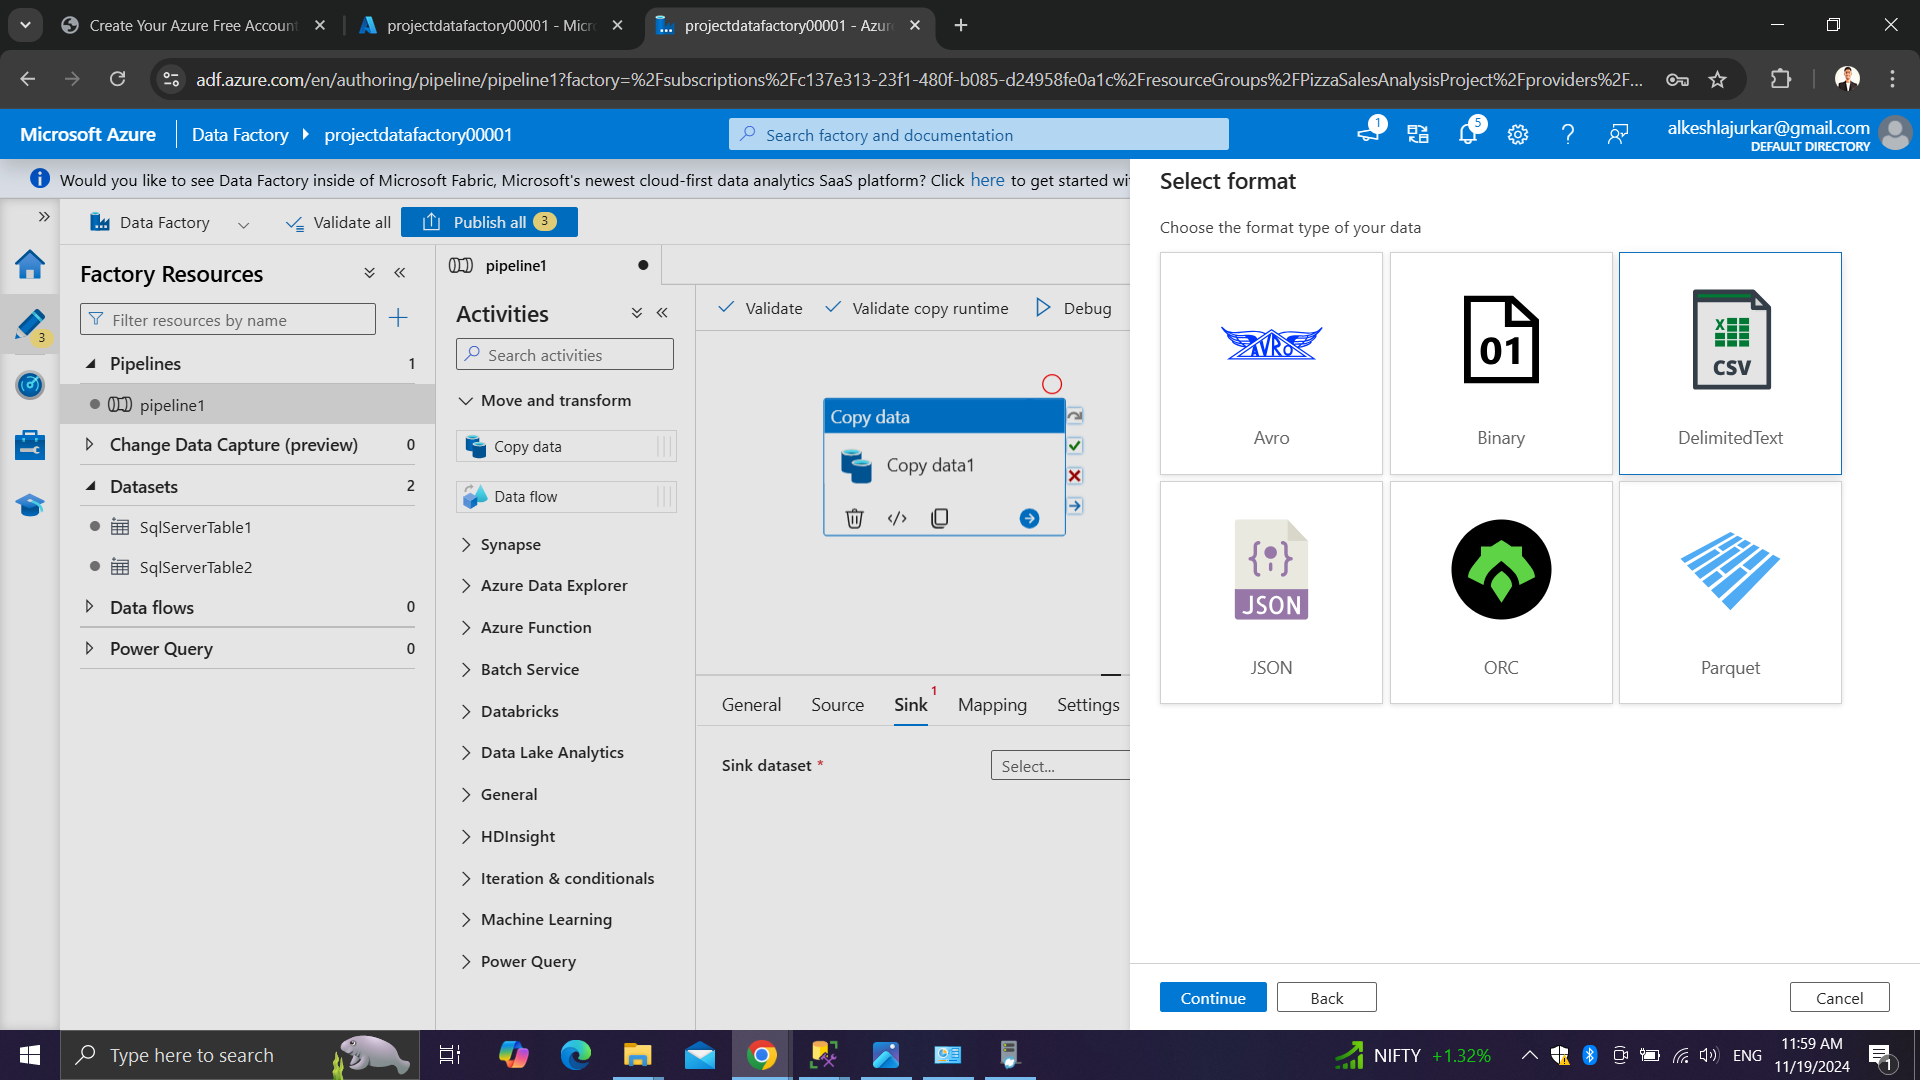 Create Your Azure Free Account
projectdatafactory00001 - Micro
projectdatafactory00001 - Azure
adf.azure.com/en/authoring/pipeline/pipeline1?factory=%2Fsubscriptions%2Fc137e313-23f1-480f-b085-d24958fe0a1c%2FresourceGroups%2FPizzaSalesAnalysisProject%2Fproviders%2F...
Microsoft Azure
Data Factory
projectdatafactory00001
Search factory and documentation
1
5
alkeshlajurkar@gmail.com
DEFAULT DIRECTORY
Would you like to see Data Factory inside of Microsoft Fabric, Microsoft's newest cloud-first data analytics SaaS platform? Click here to get started wi
Data Factory
Validate all
Publish all 3
3
Factory Resources
Filter resources by name
Pipelines 1
pipeline1
Change Data Capture (preview) 0
Datasets 2
SqlServerTable1
SqlServerTable2
Data flows 0
Power Query 0
pipeline1
Activities
Search activities
Move and transform
Copy data
Data flow
Synapse
Azure Data Explorer
Azure Function
Batch Service
Databricks
Data Lake Analytics
General
HDInsight
Iteration & conditionals
Machine Learning
Power Query
Validate
Validate copy runtime
Debug
Copy data
Copy data1
General
Source
Sink 1
Mapping
Settings
Sink dataset *
Select...
Select format
Choose the format type of your data
AVRO
Avro
01
Binary
X
CSV
DelimitedText
JSON
JSON
ORC
Parquet
Continue
Back
Cancel
Type here to search
NIFTY +1.32%
ENG
11:59 AM
11/19/2024
1